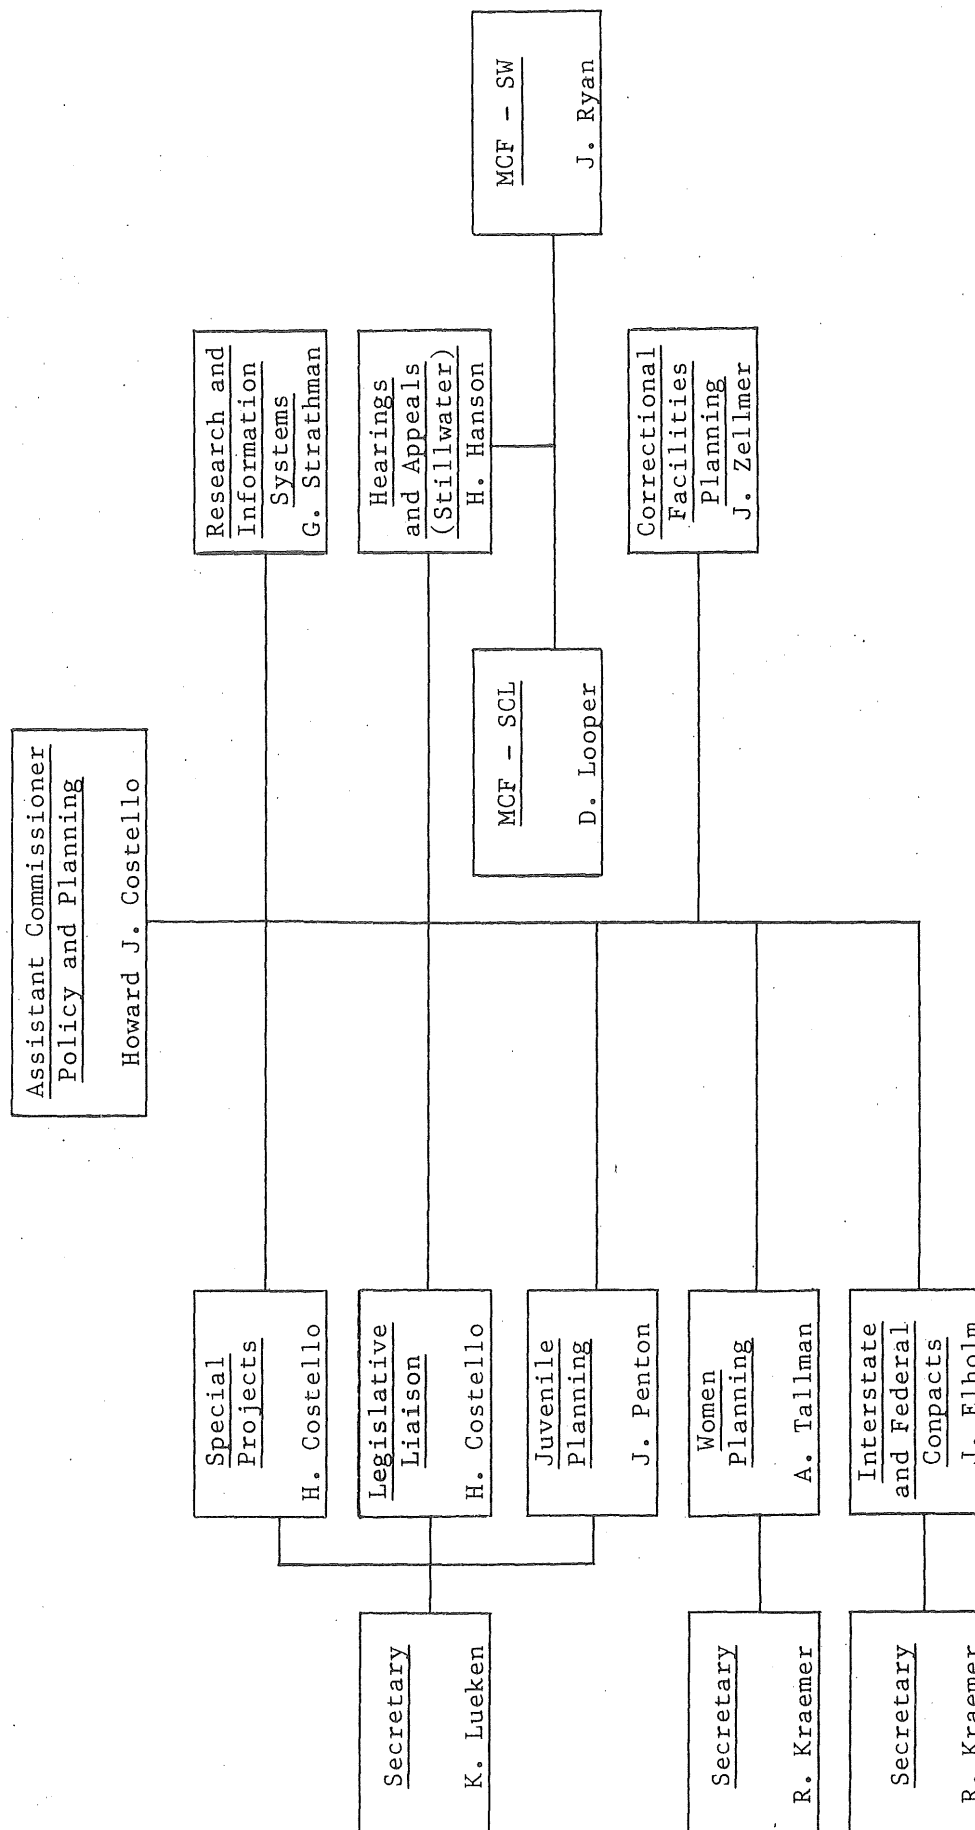 Assistant Commissioner
Policy and Planning
Howard J. Costello
Special
Projects
H. Costello
Research and
Information
Systems
G. Strathman
Secretary
K. Lueken
Legislative
Liaison
H. Costello
Hearings
and Appeals
(Stillwater)
H. Hanson
MCF - SCL
D. Looper
MCF - SW
J. Ryan
Juvenile
Planning
J. Penton
Correctional
Facilities
Planning
J. Zellmer
Secretary
R. Kraemer
Women
Planning
A. Tallman
Secretary
R. Kraemer
Interstate
and Federal
Conpacts
J. Elholm